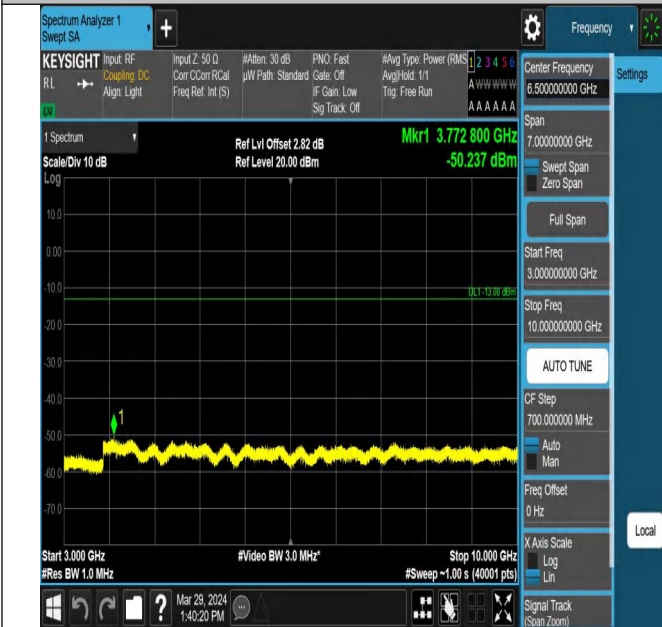 Spectrum Analyzer 1
Swept SA
Frequency
KEYSIGHT
RL
Input: RF
Coupling: DC
Align: Light
Input Z: 50 Ω
Corr CCorr RCal
Freq Ref: Int (S)
#Atten: 30 dB
µW Path: Standard
PNO: Fast
Gate: Off
IF Gain: Low
Sig Track: Off
#Avg Type: Power (RMS
Avg|Hold: 1/1
Trig: Free Run
1 2 3 4 5 6
A W W W W W
A A A A A A
LXI
1 Spectrum
Scale/Div 10 dB
Log
Ref Lvl Offset 2.82 dB
Ref Level 20.00 dBm
Mkr1 3.772 800 GHz
-50.237 dBm
10.0
0.00
-10.0
-20.0
-30.0
-40.0
-50.0
-60.0
-70.0
DL1 -13.00 dBm
1
Start 3.000 GHz
#Res BW 1.0 MHz
#Video BW 3.0 MHz*
Stop 10.000 GHz
#Sweep ~1.00 s (40001 pts)
Mar 29, 2024
1:40:20 PM
Center Frequency
6.500000000 GHz
Settings
Span
7.00000000 GHz
Swept Span
Zero Span
Full Span
Start Freq
3.000000000 GHz
Stop Freq
10.000000000 GHz
AUTO TUNE
CF Step
700.000000 MHz
Auto
Man
Freq Offset
0 Hz
X Axis Scale
Log
Lin
Local
Signal Track
(Span Zoom)